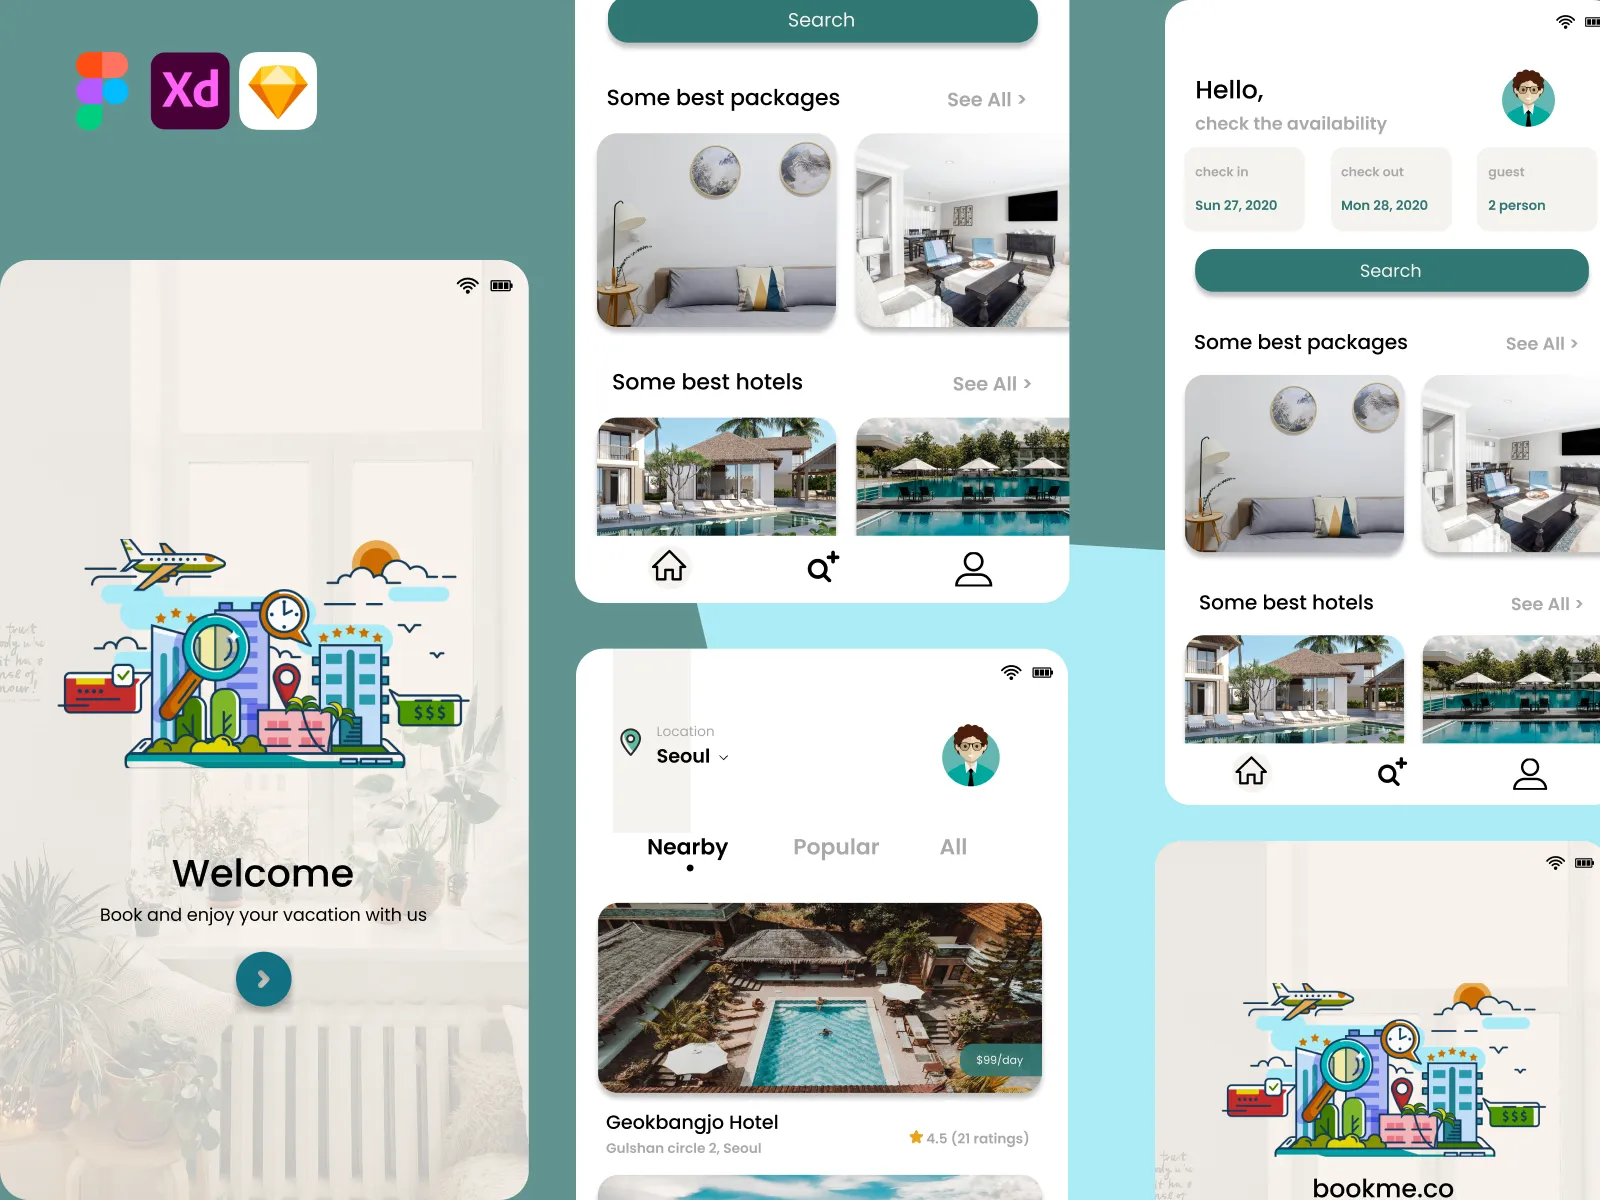 Xd
Welcome
Book and enjoy your vacation with us
$$$
Search
Some best packages
See All >
Some best hotels
See All >
Location
Seoul
Nearby
Popular
All
$99/day
Geokbangjo Hotel
4.5 (21 ratings)
Gulshan circle 2, Seoul
Hello,
check the availability
check in
check out
guest
Sun 27, 2020
Mon 28, 2020
2 person
Search
Some best packages
See All >
Some best hotels
See All >
$$$
bookme.co